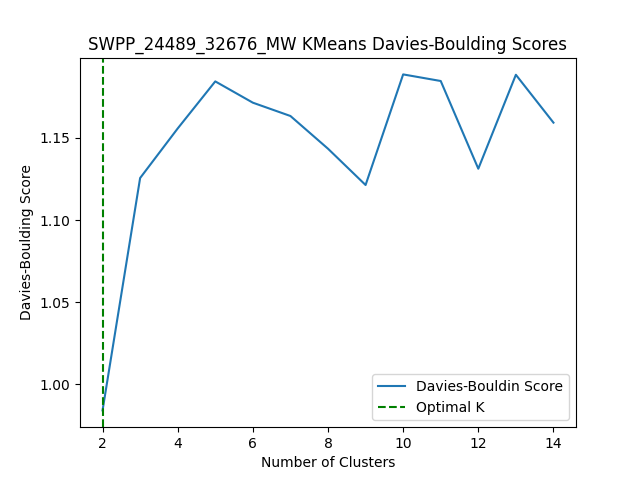 SWPP_24489_32676_MW KMeans Davies-Boulding Scores
Davies-Boulding Score
1.15
1.10
1.05
1.00
Davies-Bouldin Score
Optimal K
2 4 6 8 10 12 14
Number of Clusters